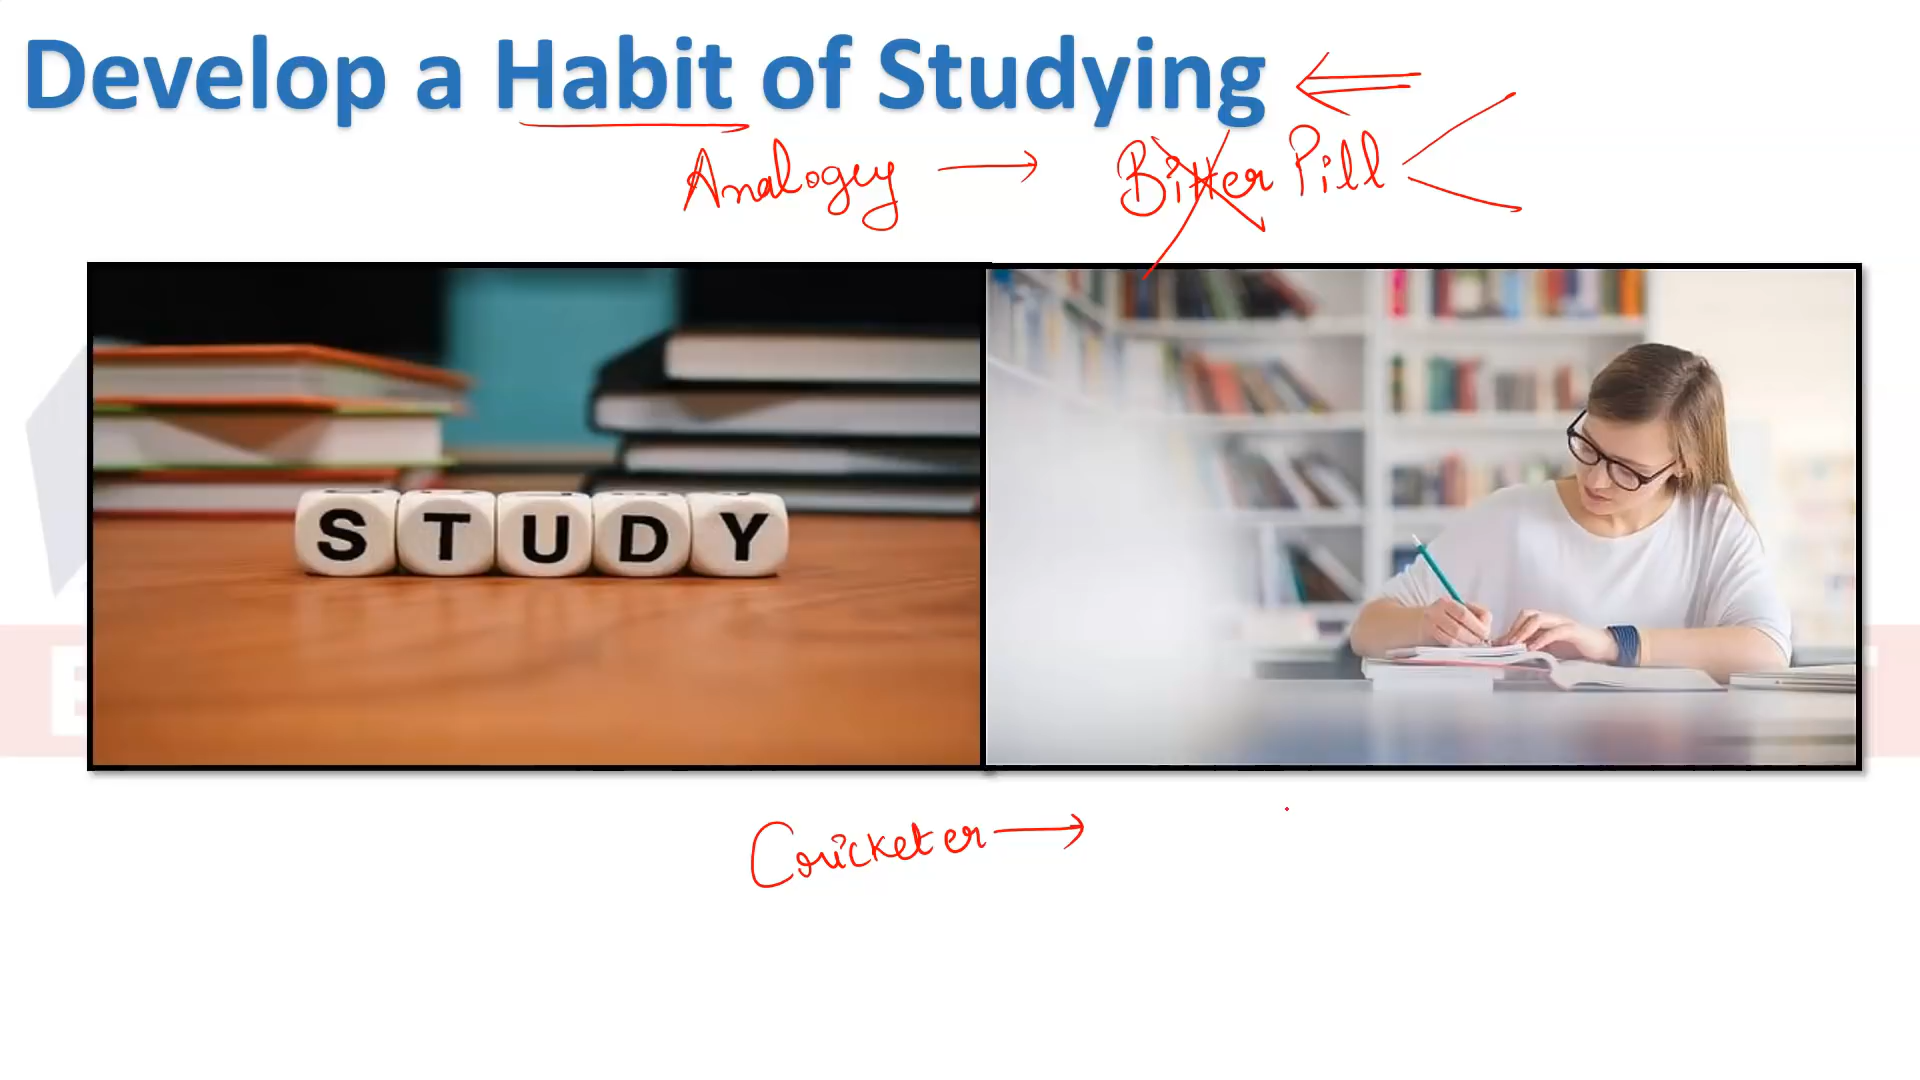 Develop a Habit of Studying
Analogy → Bitter Pill
STUDY
Cricketer →